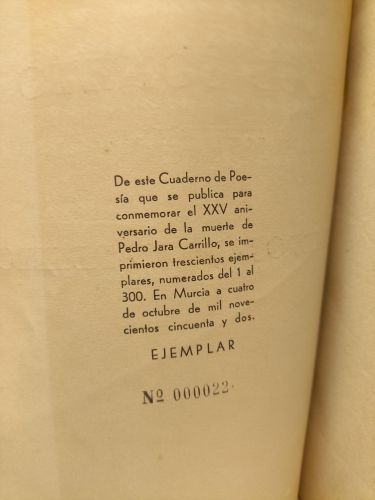 De este Cuaderno de Poe-
sía que se publica para
conmemorar el XXV ani-
versario de la muerte de
Pedro Jara Carrillo, se im-
primieron trescientos ejem-
plares, numerados del 1 al
300. En Murcia a cuatro
de octubre de mil nove-
cientos cincuenta y dos.
EJEMPLAR
Nº 000022